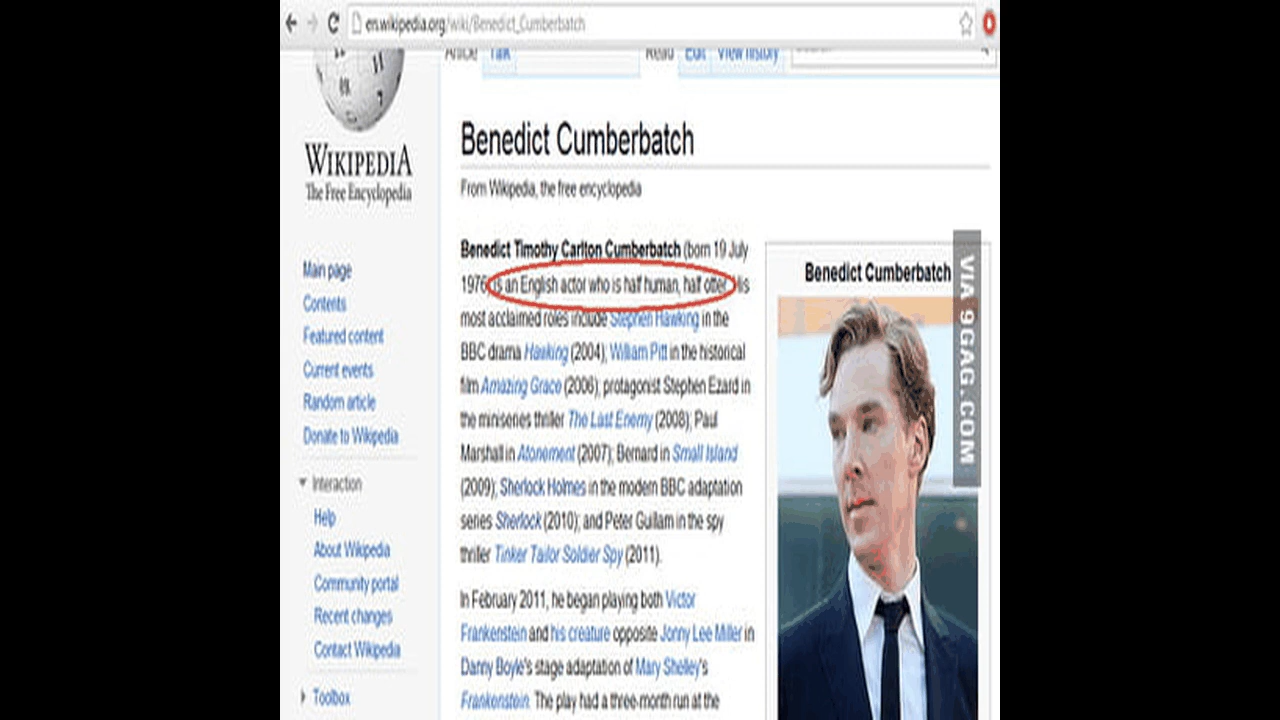 en.wikipedia.org/wiki/Benedict_Cumberbatch
Article Talk Read Edit View history
WIKIPEDIA
The Free Encyclopedia
Main page
Contents
Featured content
Current events
Random article
Donate to Wikipedia
Interaction
Help
About Wikipedia
Community portal
Recent changes
Contact Wikipedia
Toolbox
Benedict Cumberbatch
From Wikipedia, the free encyclopedia
Benedict Timothy Carlton Cumberbatch (born 19 July
1976) is an English actor who is half human, half otter. His
most acclaimed roles include Stephen Hawking in the
BBC drama Hawking (2004); William Pitt in the historical
film Amazing Grace (2006); protagonist Stephen Ezard in
the miniseries thriller The Last Enemy (2008); Paul
Marshall in Atonement (2007); Bernard in Small Island
(2009); Sherlock Holmes in the modern BBC adaptation
series Sherlock (2010); and Peter Guillam in the spy
thriller Tinker Tailor Soldier Spy (2011).
In February 2011, he began playing both Victor
Frankenstein and his creature opposite Jonny Lee Miller in
Danny Boyle's stage adaptation of Mary Shelley's
Frankenstein. The play had a three-month run at the
Benedict Cumberbatch
VIA 9GAG.COM